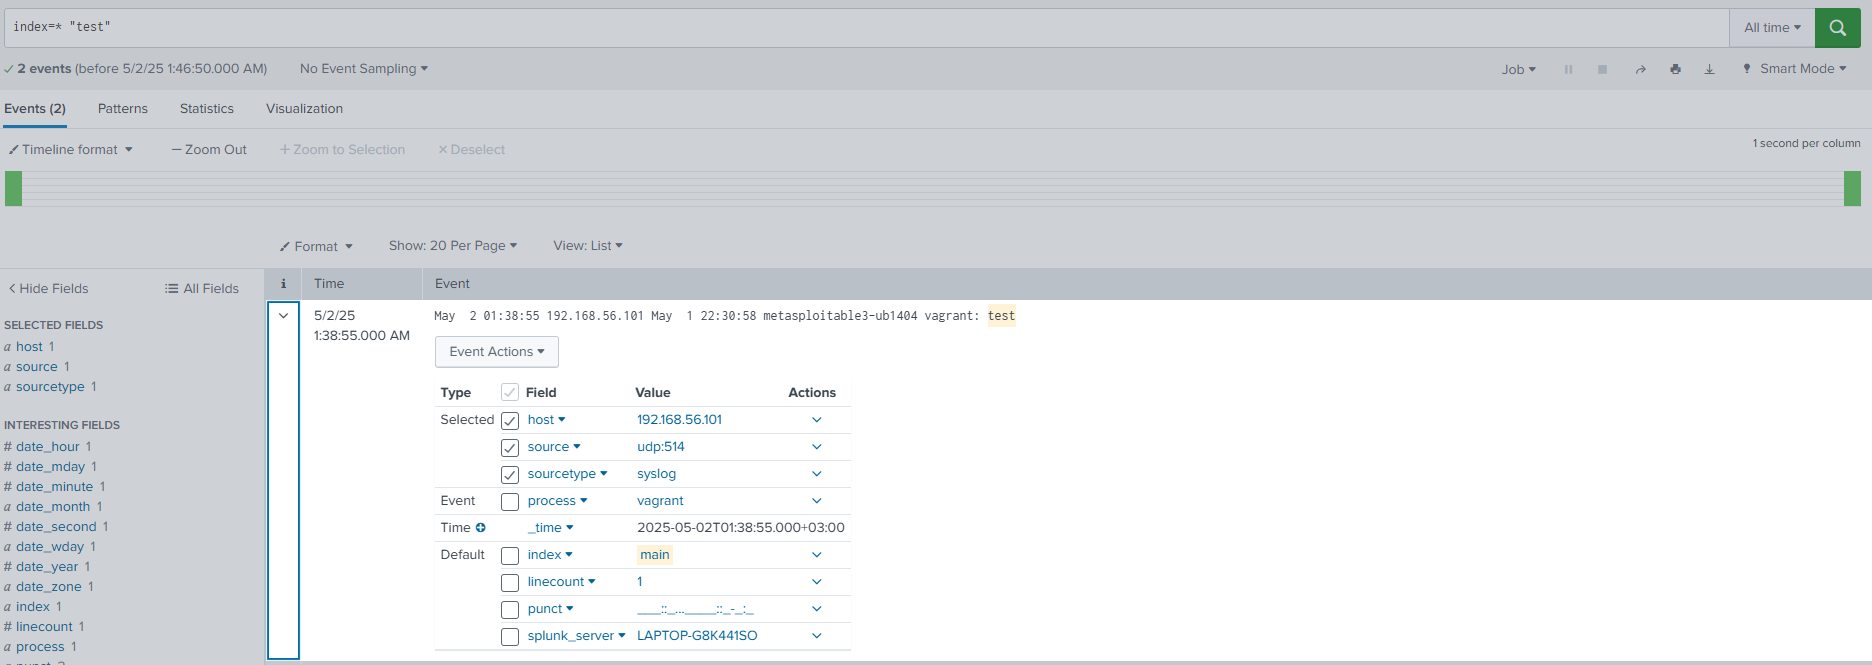 index=* "test"
All time
2 events (before 5/2/25 1:46:50.000 AM)
No Event Sampling
Job
Smart Mode
Events (2)
Patterns
Statistics
Visualization
Timeline format
— Zoom Out
+ Zoom to Selection
× Deselect
1 second per column
Format
Show: 20 Per Page
View: List
< Hide Fields
All Fields
i
Time
Event
SELECTED FIELDS
a host 1
a source 1
a sourcetype 1
INTERESTING FIELDS
# date_hour 1
# date_mday 1
# date_minute 1
a date_month 1
# date_second 1
a date_wday 1
# date_year 1
a date_zone 1
a index 1
# linecount 1
a process 1
5/2/25
1:38:55.000 AM
May  2 01:38:55 192.168.56.101 May  1 22:30:58 metasploitable3-ub1404 vagrant: test
Event Actions
Type Field Value Actions
Selected host 192.168.56.101
source udp:514
sourcetype syslog
Event process vagrant
Time _time 2025-05-02T01:38:55.000+03:00
Default index main
linecount 1
punct ____::_..._____::_-_:_
splunk_server LAPTOP-G8K441SO